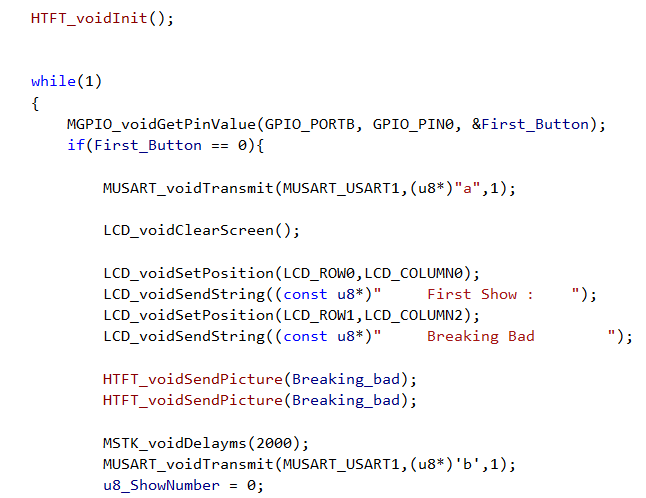 HTFT_voidInit();
while(1)
{
MGPIO_voidGetPinValue(GPIO_PORTB, GPIO_PIN0, &First_Button);
if(First_Button == 0){
MUSART_voidTransmit(MUSART_USART1,(u8*)"a",1);
LCD_voidClearScreen();
LCD_voidSetPosition(LCD_ROW0,LCD_COLUMN0);
LCD_voidSendString((const u8*)"     First Show :    ");
LCD_voidSetPosition(LCD_ROW1,LCD_COLUMN2);
LCD_voidSendString((const u8*)"     Breaking Bad        ");
HTFT_voidSendPicture(Breaking_bad);
HTFT_voidSendPicture(Breaking_bad);
MSTK_voidDelayms(2000);
MUSART_voidTransmit(MUSART_USART1,(u8*)'b',1);
u8_ShowNumber = 0;